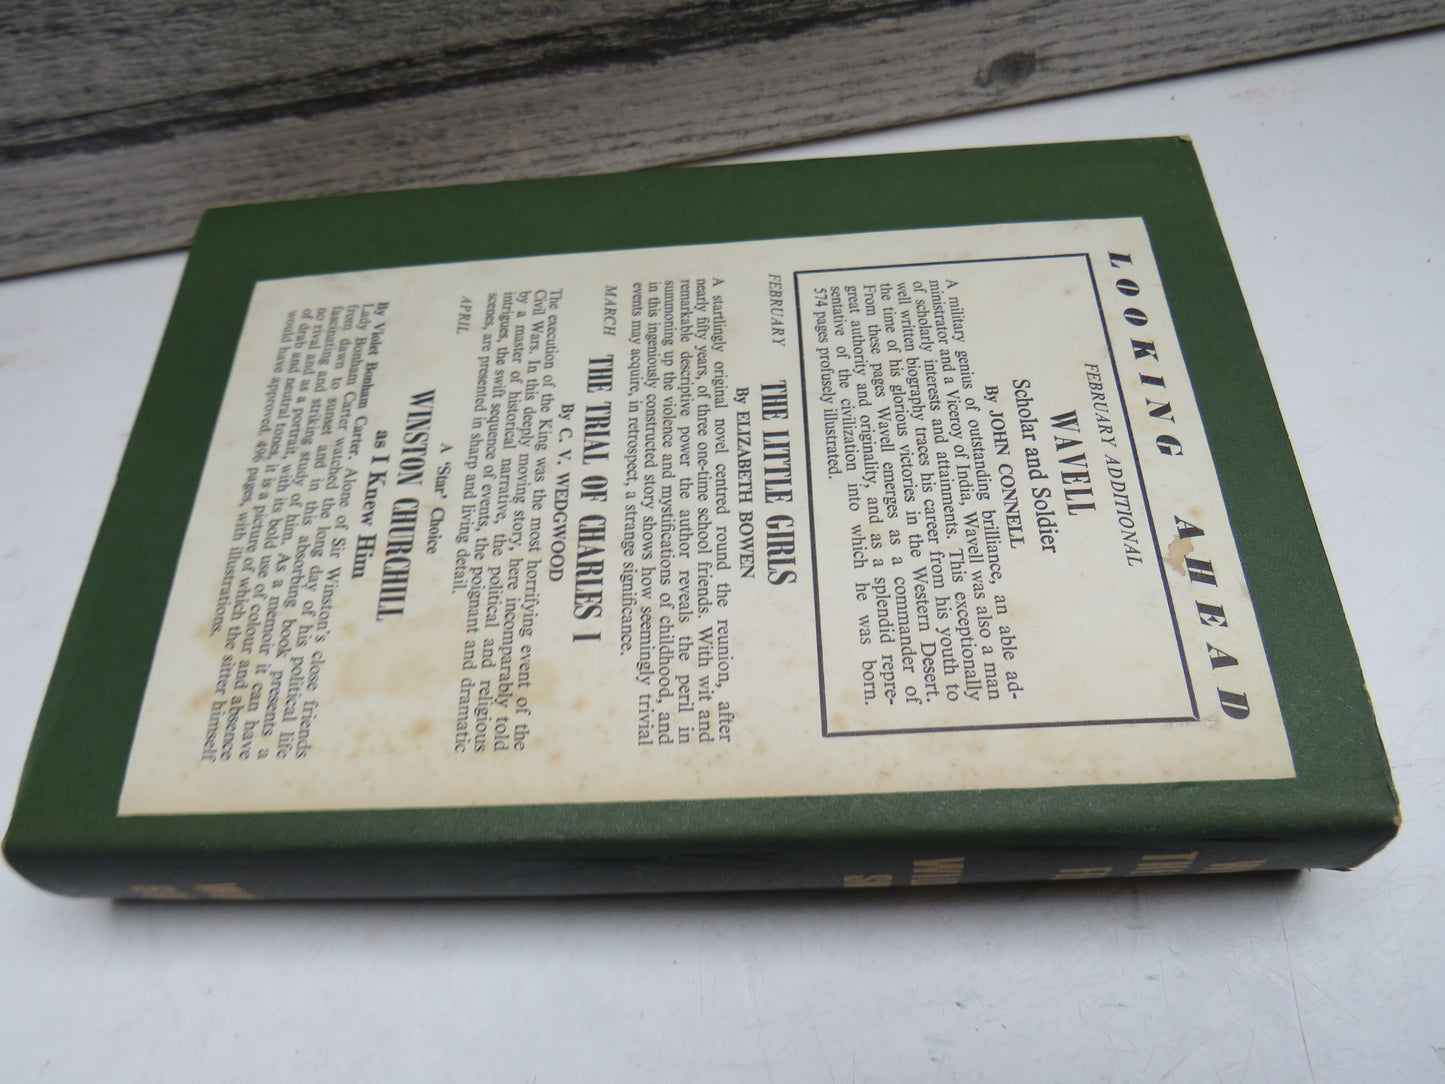 LOOKING AHEAD
FEBRUARY ADDITIONAL
WAVELL
Scholar and Soldier
By JOHN CONNELL
A military genius of outstanding brilliance, an able ad-
ministrator and a Viceroy of India, Wavell was also a man
of scholarly interests and attainments. This exceptionally
well written biography traces his career from his youth to
the time of his glorious victories in the Western Desert.
From these pages Wavell emerges as a commander of
great authority and originality, and as a splendid repre-
sentative of the civilization into which he was born.
574 pages profusely illustrated.
FEBRUARY
THE LITTLE GIRLS
By ELIZABETH BOWEN
A startlingly original novel centred round the reunion, after
nearly fifty years, of three one-time school friends. With wit and
remarkable descriptive power the author reveals the peril in
summoning up the violence and mystifications of childhood, and
in this ingeniously constructed story shows how seemingly trivial
events may acquire, in retrospect, a strange significance.
MARCH
THE TRIAL OF CHARLES I
By C. V. WEDGWOOD
The execution of the King was the most horrifying event of the
Civil Wars. In this deeply moving story, here incomparably told
by a master of historical narrative, the political and religious
intrigues, the swift sequence of events, the poignant and dramatic
scenes, are presented in sharp and living detail.
APRIL
A 'Star' Choice
WINSTON CHURCHILL
as I Knew Him
By Violet Bonham Carter.
Lady Bonham Carter. Alone of Sir Winston's close friends
from dawn to sunset watched the long day of his political life
fascinating and in this absorbing book presents a
no rival and striking study of him. As a memoir it can have
and as a portrait, with its bold use of colour and absence
of drab and neutral tones, it is a picture of which the sitter himself
would have approved. 496 pages, with illustrations.